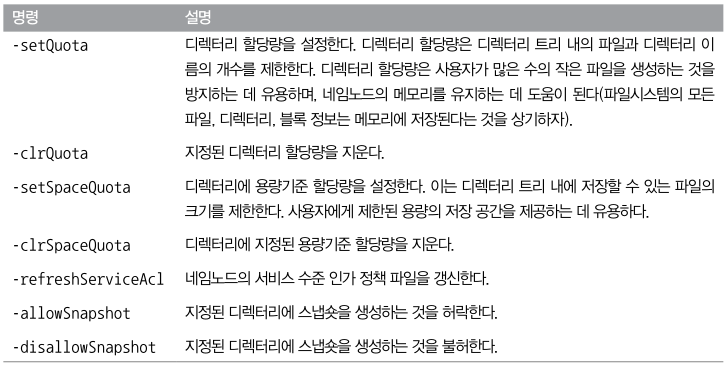 명령 설명
-setQuota 디렉터리 할당량을 설정한다. 디렉터리 할당량은 디렉터리 트리 내의 파일과 디렉터리 이
름의 개수를 제한한다. 디렉터리 할당량은 사용자가 많은 수의 작은 파일을 생성하는 것을
방지하는 데 유용하며, 네임노드의 메모리를 유지하는 데 도움이 된다(파일시스템의 모든
파일, 디렉터리, 블록 정보는 메모리에 저장된다는 것을 상기하자).
-clrQuota 지정된 디렉터리 할당량을 지운다.
-setSpaceQuota 디렉터리에 용량기준 할당량을 설정한다. 이는 디렉터리 트리 내에 저장할 수 있는 파일의
크기를 제한한다. 사용자에게 제한된 용량의 저장 공간을 제공하는 데 유용하다.
-clrSpaceQuota 디렉터리에 지정된 용량기준 할당량을 지운다.
-refreshServiceAcl 네임노드의 서비스 수준 인가 정책 파일을 갱신한다.
-allowSnapshot 지정된 디렉터리에 스냅숏을 생성하는 것을 허락한다.
-disallowSnapshot 지정된 디렉터리에 스냅숏을 생성하는 것을 불허한다.